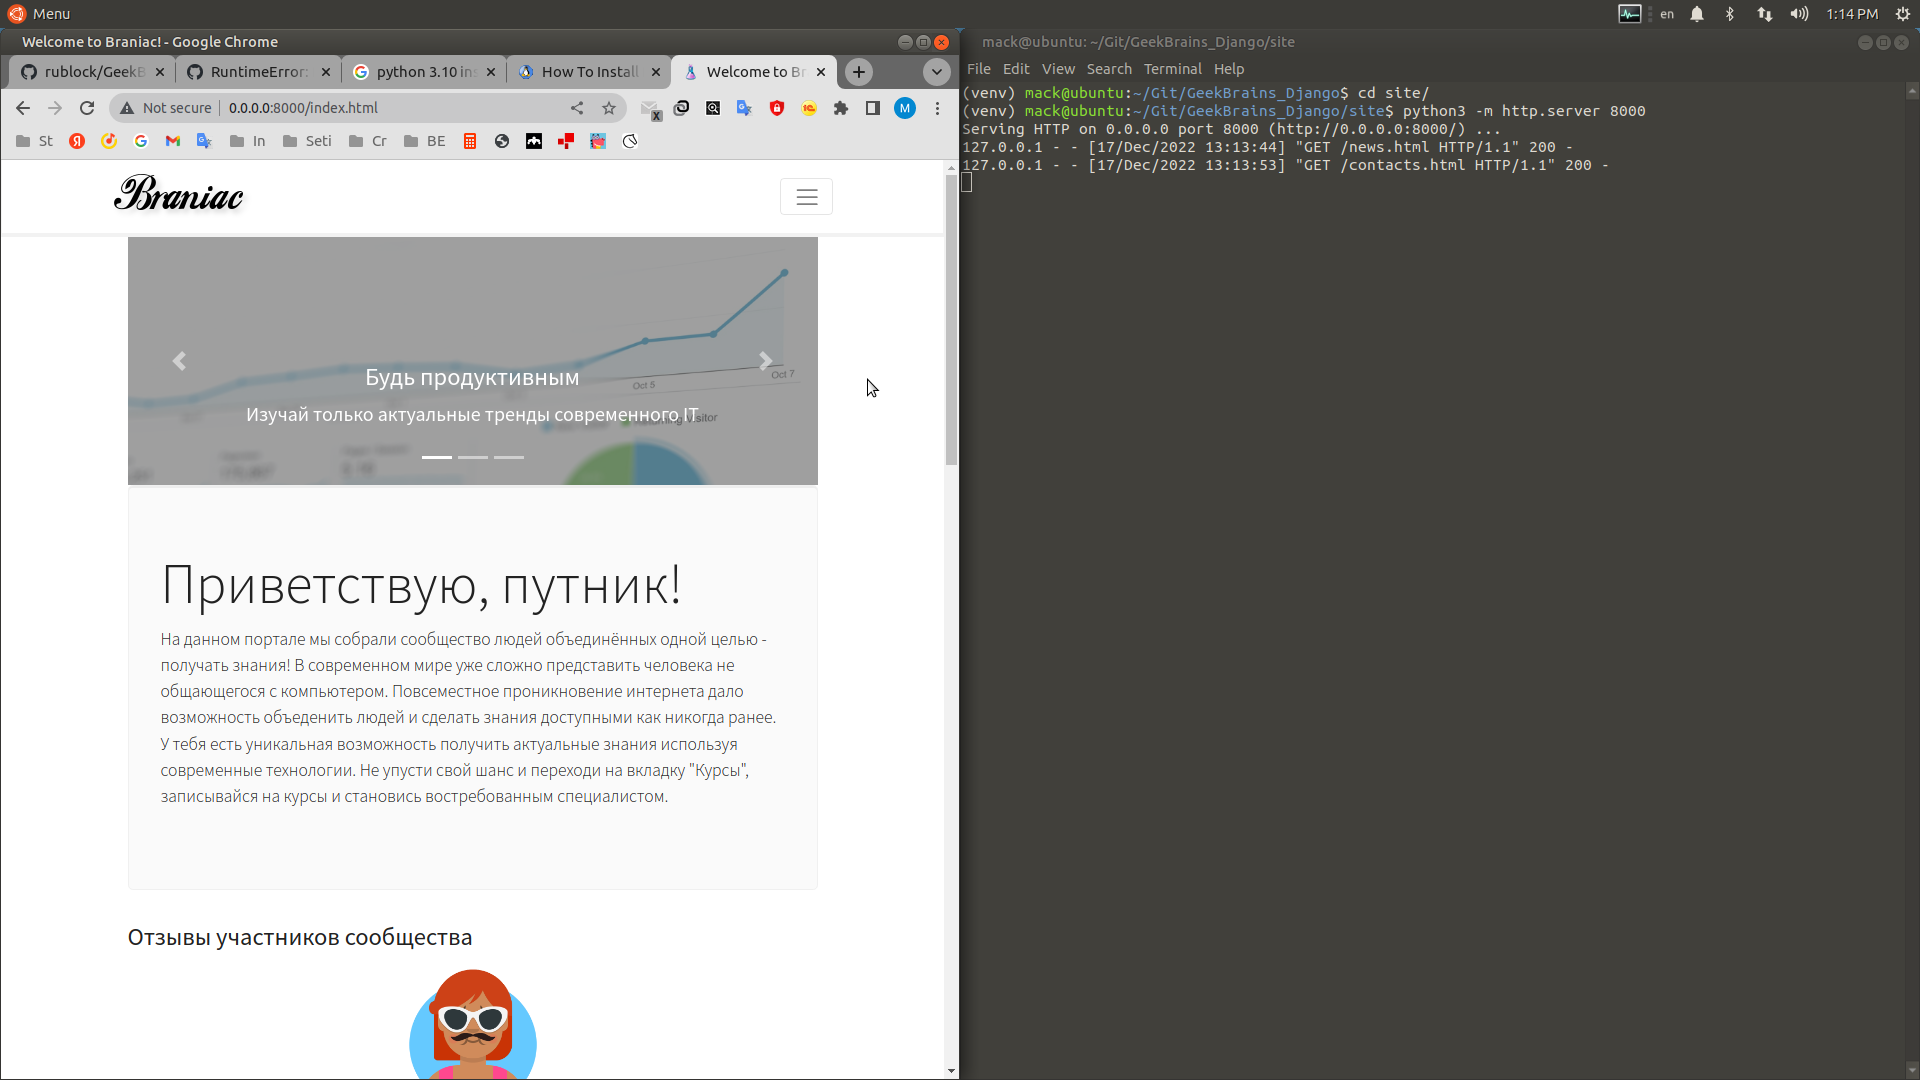 Menu
en
1:14 PM
Welcome to Braniac! - Google Chrome
rublock/GeekB
RuntimeError:
python 3.10 ins
How To Install
Welcome to Br
Not secure
0.0.0.0:8000/index.html
x
M
St
In
Seti
Cr
BE
Braniac
Oct 5
Oct 7
Будь продуктивным
Изучай только актуальные тренды современного IT
Visitor
Приветствую, путник!
На данном портале мы собрали сообщество людей объединённых одной целью -
получать знания! В современном мире уже сложно представить человека не
общающегося с компьютером. Повсеместное проникновение интернета дало
возможность объеденить людей и сделать знания доступными как никогда ранее.
У тебя есть уникальная возможность получить актуальные знания используя
современные технологии. Не упусти свой шанс и переходи на вкладку "Курсы",
записывайся на курсы и становись востребованным специалистом.
Отзывы участников сообщества
mack@ubuntu: ~/Git/GeekBrains_Django/site
File Edit View Search Terminal Help
(venv) mack@ubuntu:~/Git/GeekBrains_Django$ cd site/
(venv) mack@ubuntu:~/Git/GeekBrains_Django/site$ python3 -m http.server 8000
Serving HTTP on 0.0.0.0 port 8000 (http://0.0.0.0:8000/) ...
127.0.0.1 - - [17/Dec/2022 13:13:44] "GET /news.html HTTP/1.1" 200 -
127.0.0.1 - - [17/Dec/2022 13:13:53] "GET /contacts.html HTTP/1.1" 200 -